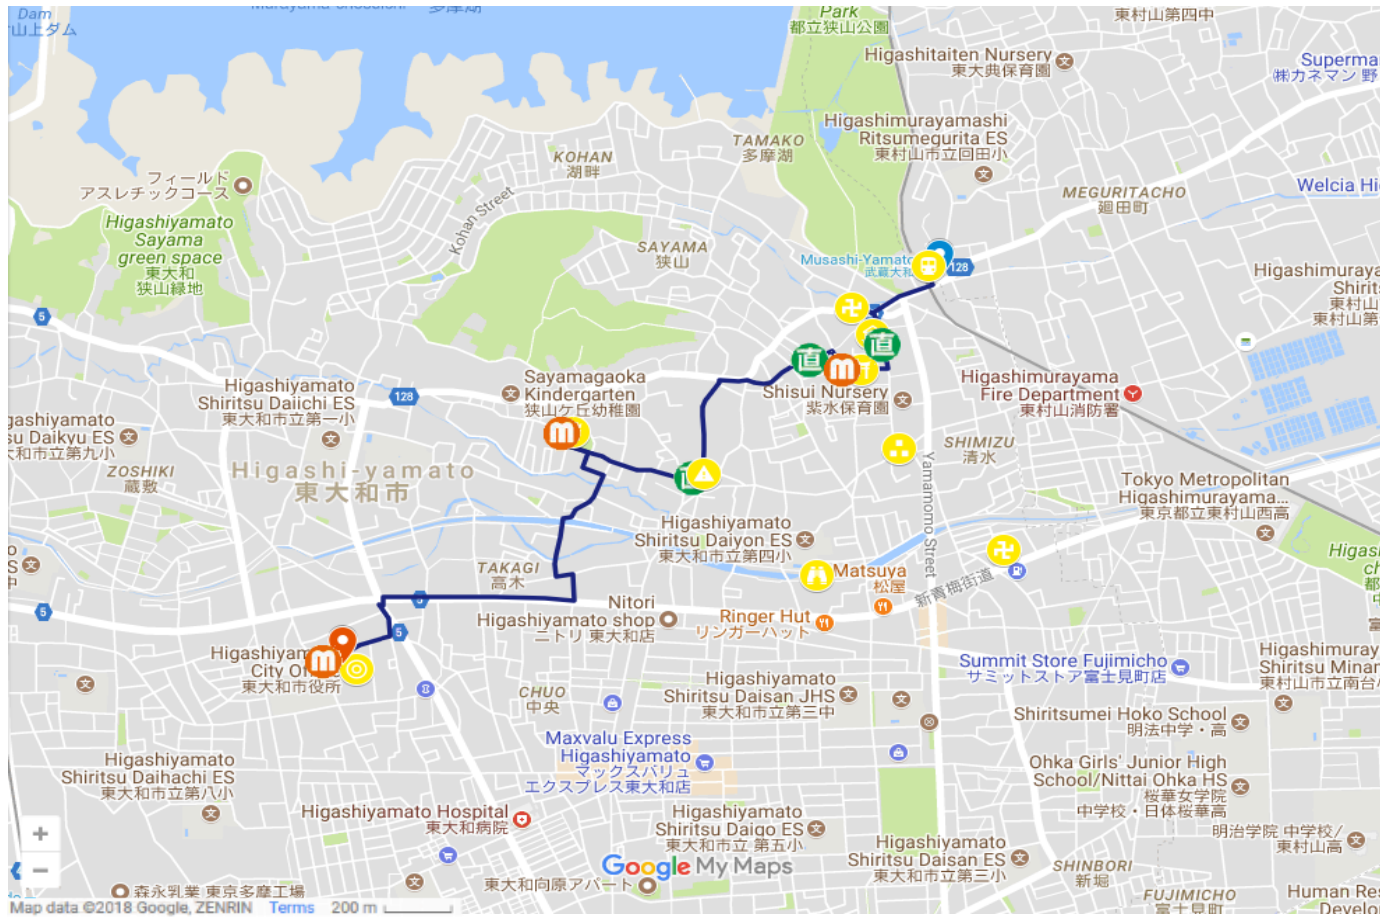 Dam
山上ダム
多摩湖
Park
都立狭山公園
東村山第四中
Higashitaiten Nursery
東大典保育園
Superma
㈱カネマン 野
Higashimurayamashi
Ritsumegurita ES
東村山市立回田小
TAMAKO
多摩湖
KOHAN
湖畔
フィールド
アスレチックコース
MEGURITACHO
廻田町
Welcia Hi
Kohan Street
Higashiyamato
Sayama
green space
東大和
狭山緑地
SAYAMA
狭山
Musashi-Yamato
武蔵大和
128
Higashimuraya
Shirits
東村山
東村山第
5
直
直
m
Higashiyamato
Shiritsu Daiichi ES
東大和市立第一小
128
Sayamagaoka
Kindergarten
狭山ケ丘幼稚園
Shisui Nursery
紫水保育園
Higashimurayama
Fire Department
東村山消防署
gashiyamato
su Daikyu ES
大和市立第九小
m
SHIMIZU
清水
ZOSHIKI
蔵敷
Higashi-yamato
東大和市
直
Yamamomo Street
Tokyo Metropolitan
Higashimurayama...
東京都立東村山西高
Higashiyamato
Shiritsu Daiyon ES
東大和市立第四小
Higas
ch
都
中
TAKAGI
高木
Matsuya
松屋
新青梅街道
5
5
Nitori
Higashiyamato shop
ニトリ 東大和店
Ringer Hut
リンガーハット
5
Higashiyam
City O
東大和市役所
m
Summit Store Fujimicho
サミットストア富士見町店
Higashimuray
Shiritsu Minar
東村山市立南台小
CHUO
中央
Higashiyamato
Shiritsu Daisan JHS
東大和市立第三中
Shiritsumei Hoko School
明法中学・高
Maxvalu Express
Higashiyamato
マックスバリュ
エクスプレス東大和店
Ohka Girls' Junior High
School/Nittai Ohka HS
桜華女学院
中学校・日体桜華高
Higashiyamato
Shiritsu Daihachi ES
東大和市立第八小
Higashiyamato Hospital
東大和病院
Higashiyamato
Shiritsu Daigo ES
東大和市立 第五小
Higashiyamato
Shiritsu Daisan ES
東大和市立第三小
明治学院 中学校/
東村山高
SHINBORI
新堀
Google My Maps
森永乳業 東京多摩工場
東大和向原アパート
FUJIMICHO
富士見町
Human Res
Develo
Map data ©2018 Google, ZENRIN Terms 200 m